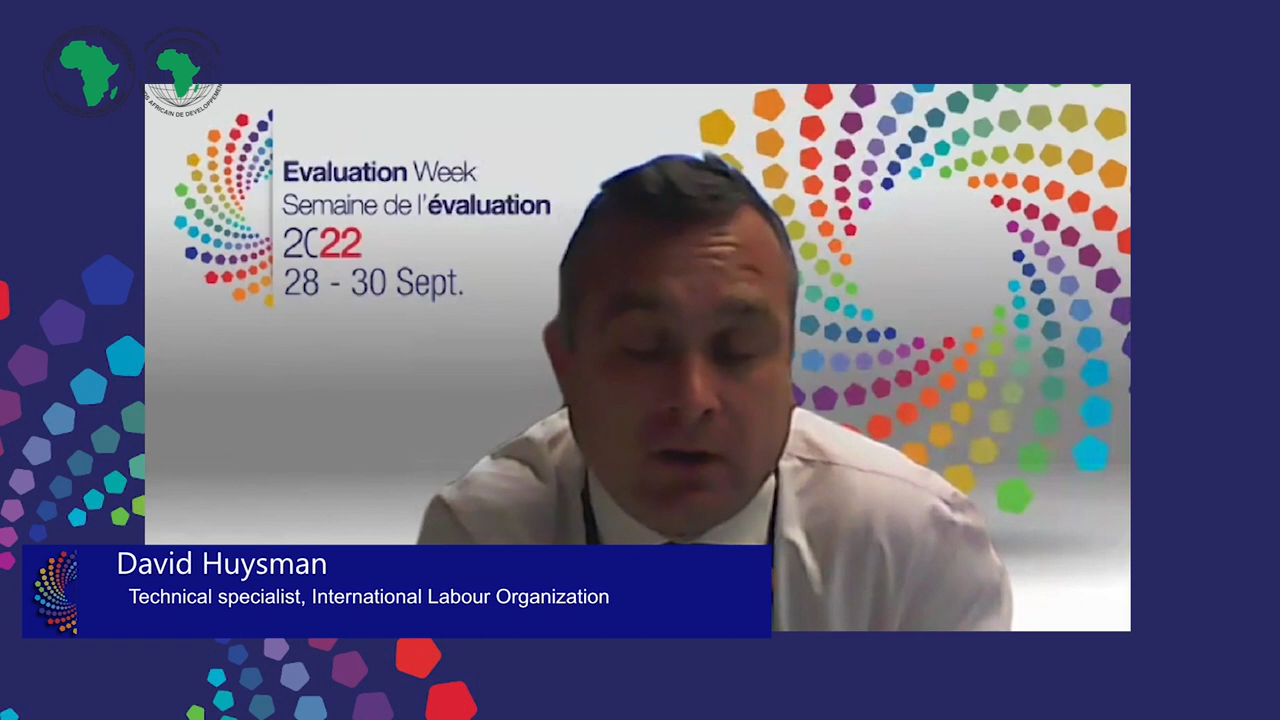 Evaluation Week
Semaine de l'évaluation
2022
28 - 30 Sept.
David Huysman
Technical specialist, International Labour Organization